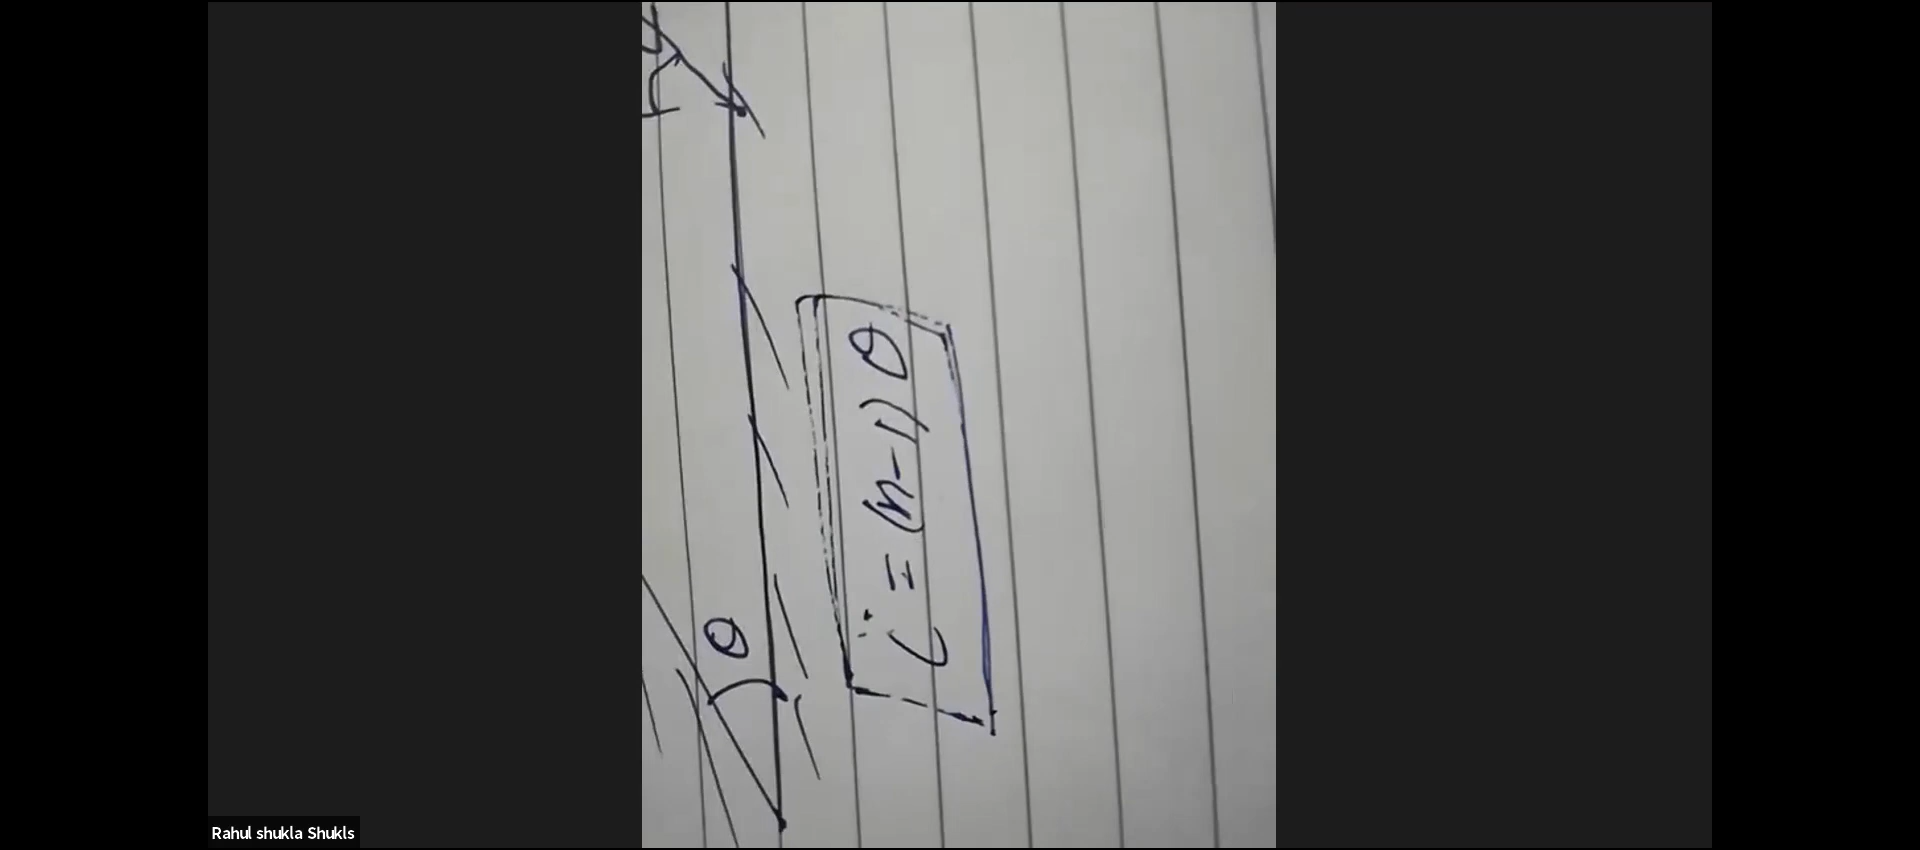 θ
i = (n-1) θ
Rahul shukla Shukls